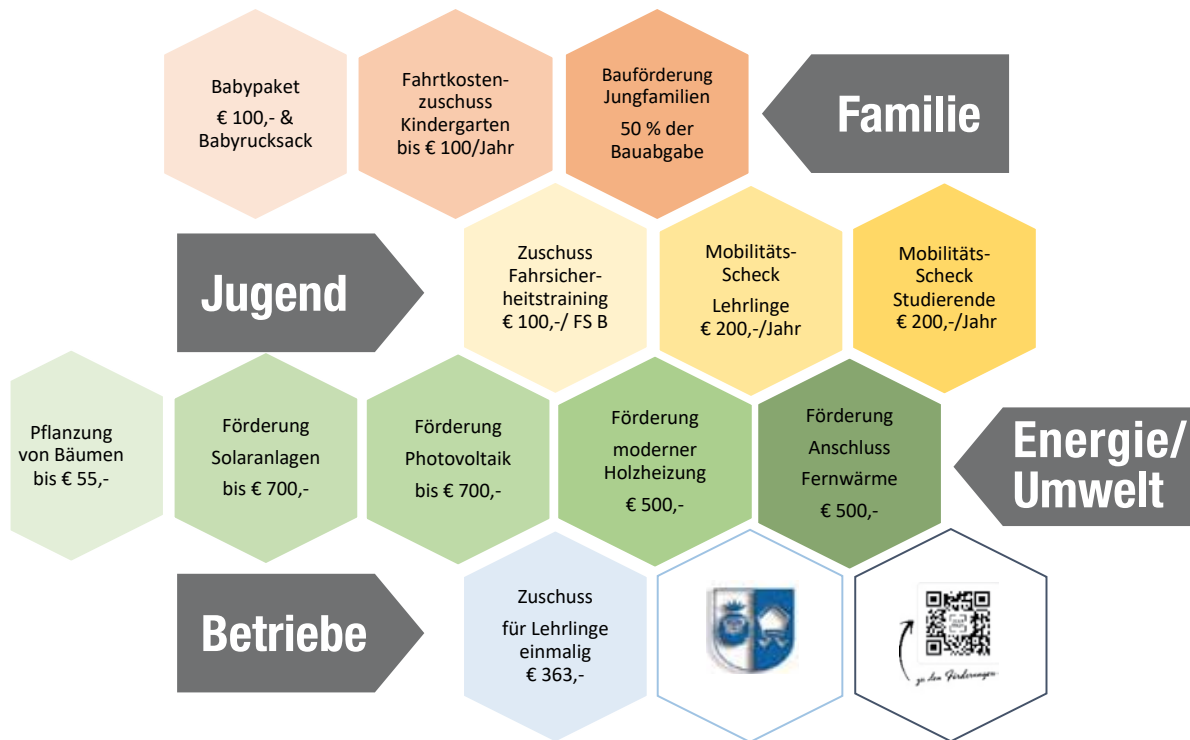 Babypaket
€ 100,- &
Babyrucksack
Fahrtkosten-
zuschuss
Kindergarten
bis € 100/Jahr
Bauförderung
Jungfamilien
50 % der
Bauabgabe
Familie
Jugend
Zuschuss
Fahrsicher-
heitstraining
€ 100,-/ FS B
Mobilitäts-
Scheck
Lehrlinge
€ 200,-/Jahr
Mobilitäts-
Scheck
Studierende
€ 200,-/Jahr
Pflanzung
von Bäumen
bis € 55,-
Förderung
Solaranlagen
bis € 700,-
Förderung
Photovoltaik
bis € 700,-
Förderung
moderner
Holzheizung
€ 500,-
Förderung
Anschluss
Fernwärme
€ 500,-
Energie/
Umwelt
Betriebe
Zuschuss
für Lehrlinge
einmalig
€ 363,-
zu den Förderungen